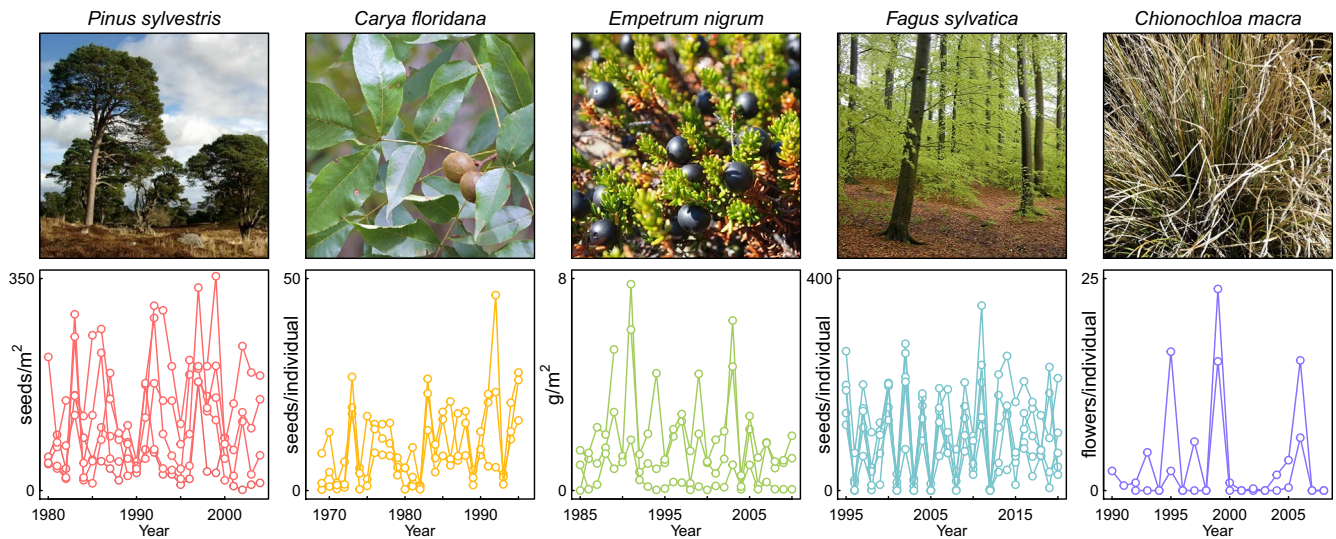 Pinus sylvestris
Carya floridana
Empetrum nigrum
Fagus sylvatica
Chionochloa macra
350
0
seeds/m²
1980
1990
2000
Year
50
0
seeds/individual
1970
1980
1990
Year
8
0
g/m²
1985
1995
2005
Year
400
0
seeds/individual
1995
2005
2015
Year
25
0
flowers/individual
1990
1995
2000
2005
Year